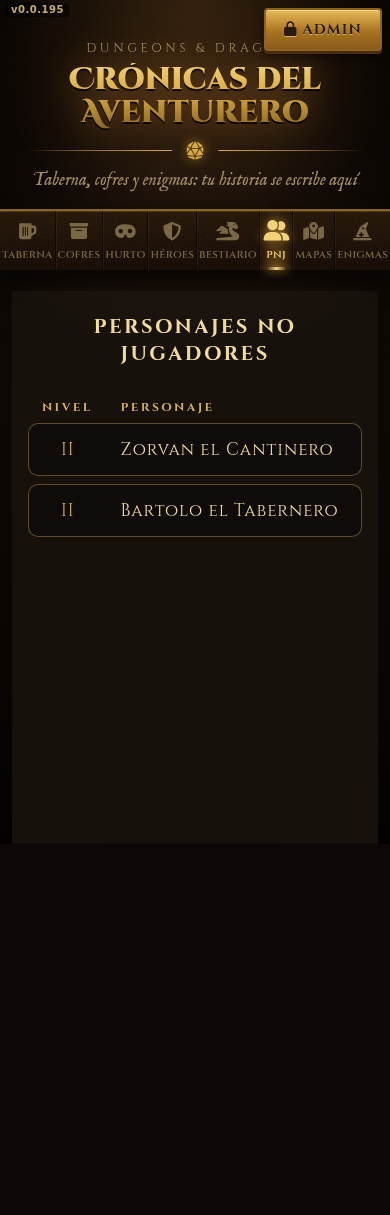 v0.0.195
ADMIN
DUNGEONS & DRAG
CRÓNICAS DEL
AVENTURERO
Taberna, cofres y enigmas: tu historia se escribe aquí
TABERNA COFRES HURTO HÉROES BESTIARIO PNJ MAPAS ENIGMAS
PERSONAJES NO
JUGADORES
NIVEL PERSONAJE
II Zorvan el Cantinero
II Bartolo el Tabernero